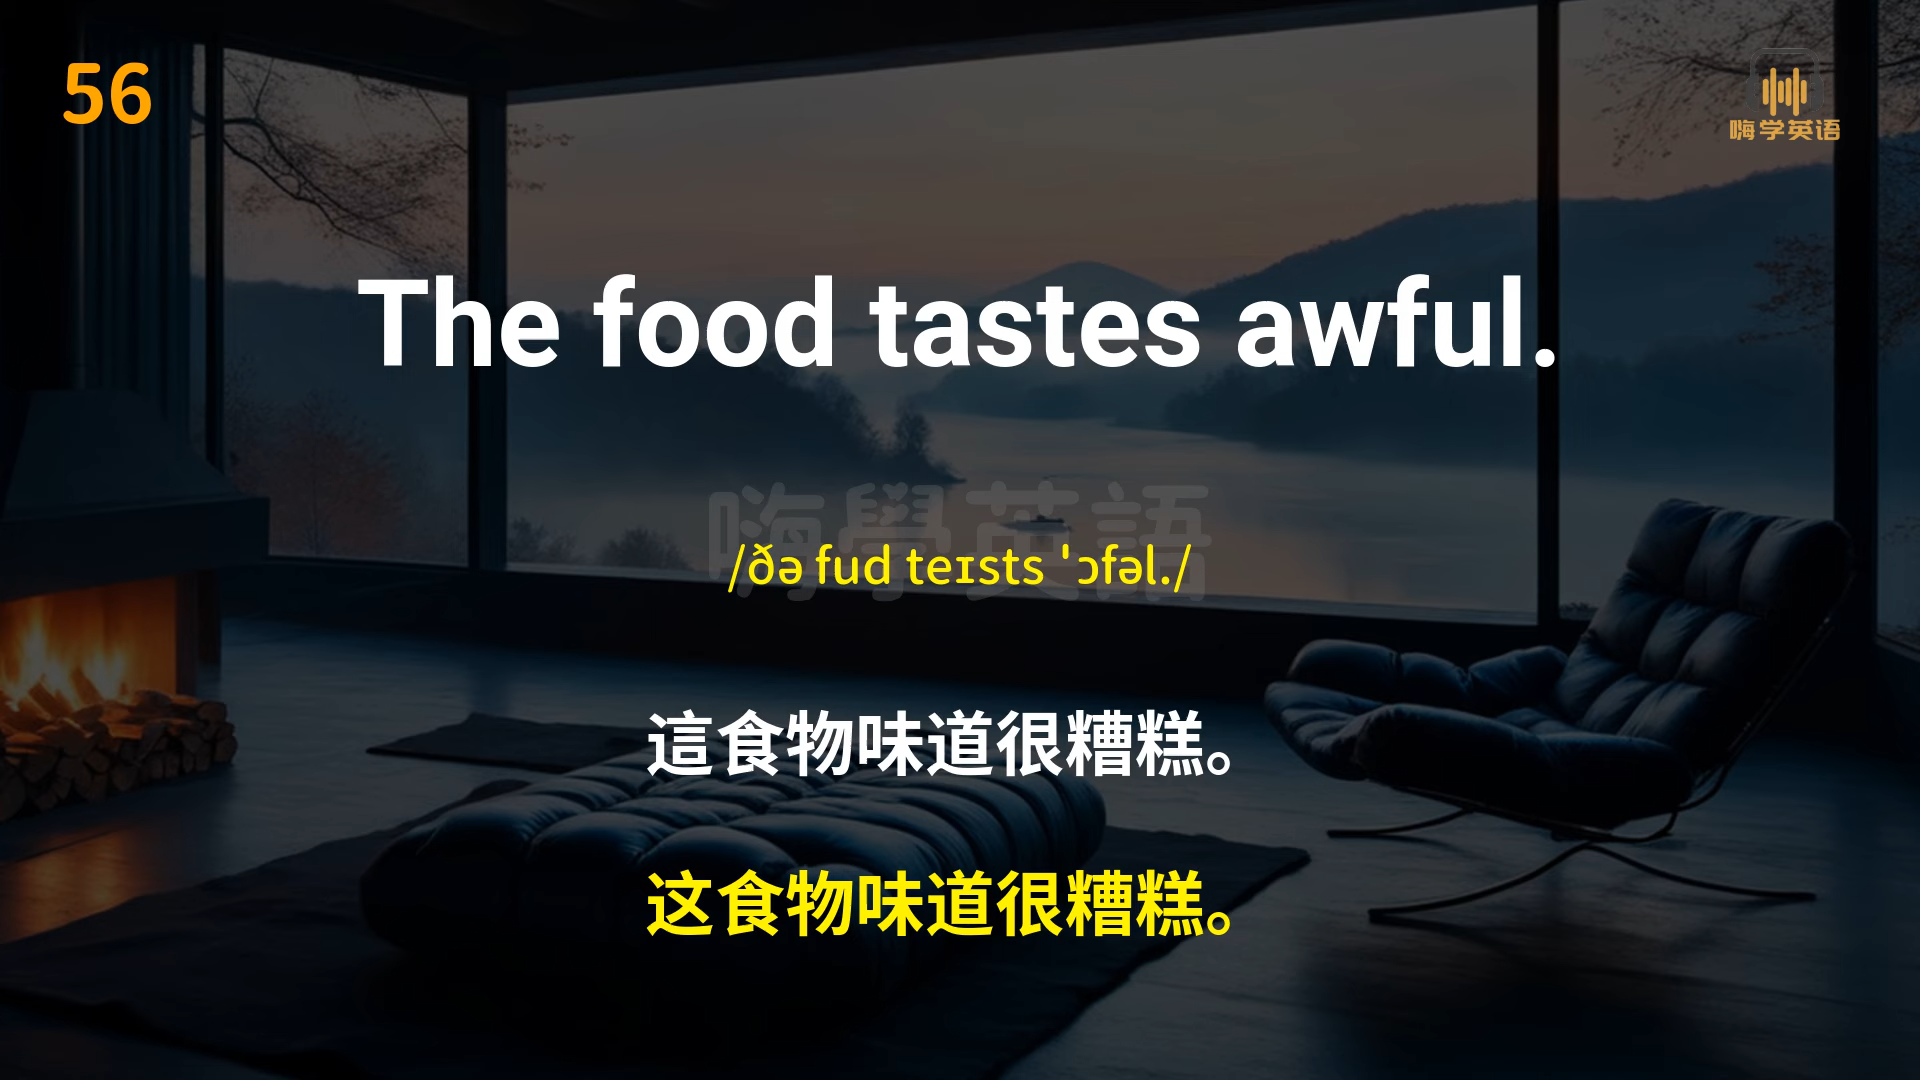 56
嗨学英语
The food tastes awful.
嗨學英語
/ðə fud teɪsts ˈɔfəl./
這食物味道很糟糕。
这食物味道很糟糕。